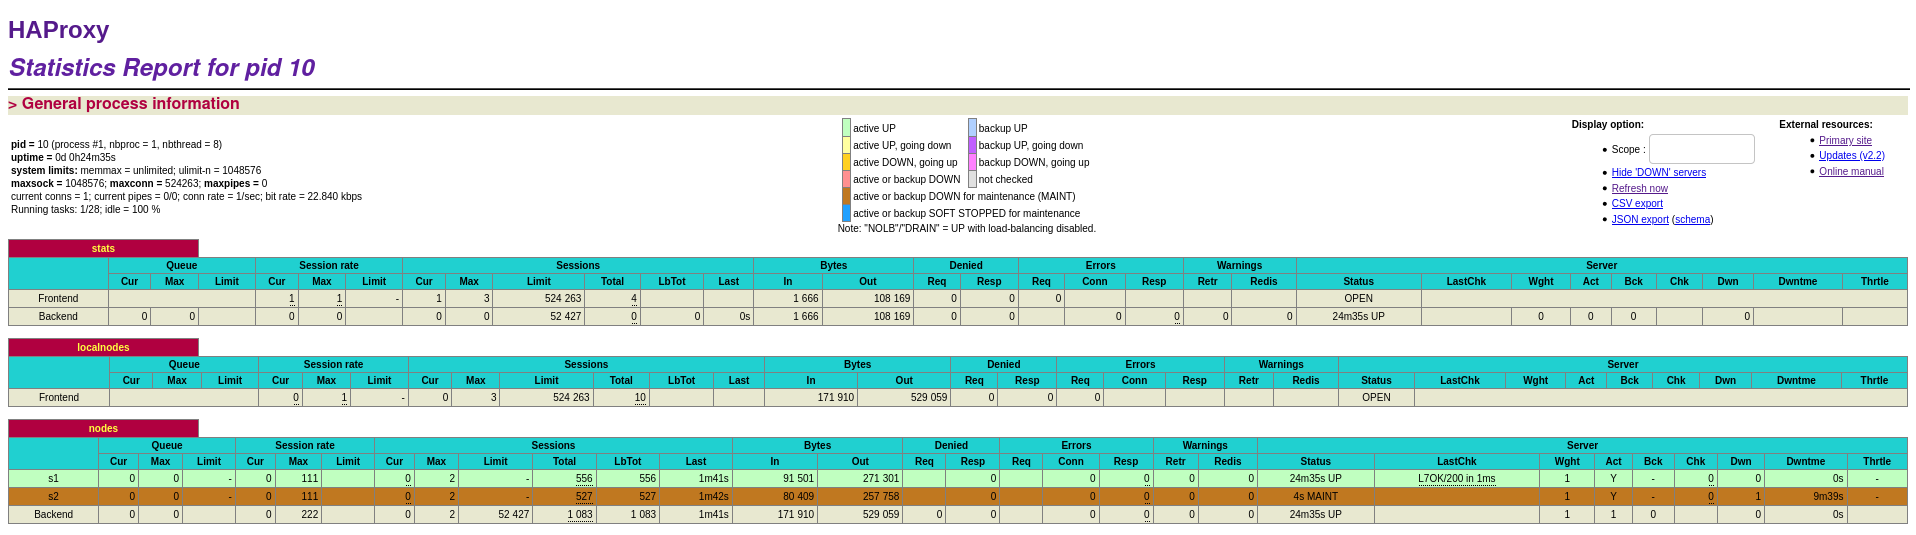 HAProxy
Statistics Report for pid 10
> General process information
pid = 10 (process #1, nbproc = 1, nbthread = 8)
uptime = 0d 0h24m35s
system limits: memmax = unlimited; ulimit-n = 1048576
maxsock = 1048576; maxconn = 524263; maxpipes = 0
current conns = 1; current pipes = 0/0; conn rate = 1/sec; bit rate = 22.840 kbps
Running tasks: 1/28; idle = 100 %
active UP backup UP
active UP, going down backup UP, going down
active DOWN, going up backup DOWN, going up
active or backup DOWN not checked
active or backup DOWN for maintenance (MAINT)
active or backup SOFT STOPPED for maintenance
Note: "NOLB"/"DRAIN" = UP with load-balancing disabled.
Display option:
• Scope :
• Hide 'DOWN' servers
• Refresh now
• CSV export
• JSON export (schema)
External resources:
• Primary site
• Updates (v2.2)
• Online manual
stats
Queue Session rate Sessions Bytes Denied Errors Warnings Server
Cur Max Limit Cur Max Limit Cur Max Limit Total LbTot Last In Out Req Resp Req Conn Resp Retr Redis Status LastChk Wght Act Bck Chk Dwn Dwntme Thrtle
Frontend 1 1 - 1 3 524 263 4 1 666 108 169 0 0 0 OPEN
Backend 0 0 0 0 0 0 52 427 0 0 0s 1 666 108 169 0 0 0 0 0 0 24m35s UP 0 0 0 0
localnodes
Queue Session rate Sessions Bytes Denied Errors Warnings Server
Cur Max Limit Cur Max Limit Cur Max Limit Total LbTot Last In Out Req Resp Req Conn Resp Retr Redis Status LastChk Wght Act Bck Chk Dwn Dwntme Thrtle
Frontend 0 1 - 0 3 524 263 10 171 910 529 059 0 0 0 OPEN
nodes
Queue Session rate Sessions Bytes Denied Errors Warnings Server
Cur Max Limit Cur Max Limit Cur Max Limit Total LbTot Last In Out Req Resp Req Conn Resp Retr Redis Status LastChk Wght Act Bck Chk Dwn Dwntme Thrtle
s1 0 0 - 0 111 0 2 - 556 556 1m41s 91 501 271 301 0 0 0 0 0 24m35s UP L7OK/200 in 1ms 1 Y - 0 0 0s -
s2 0 0 - 0 111 0 2 - 527 527 1m42s 80 409 257 758 0 0 0 0 0 4s MAINT 1 Y - 0 1 9m39s -
Backend 0 0 0 222 0 2 52 427 1 083 1 083 1m41s 171 910 529 059 0 0 0 0 0 0 24m35s UP 1 1 0 0 0s